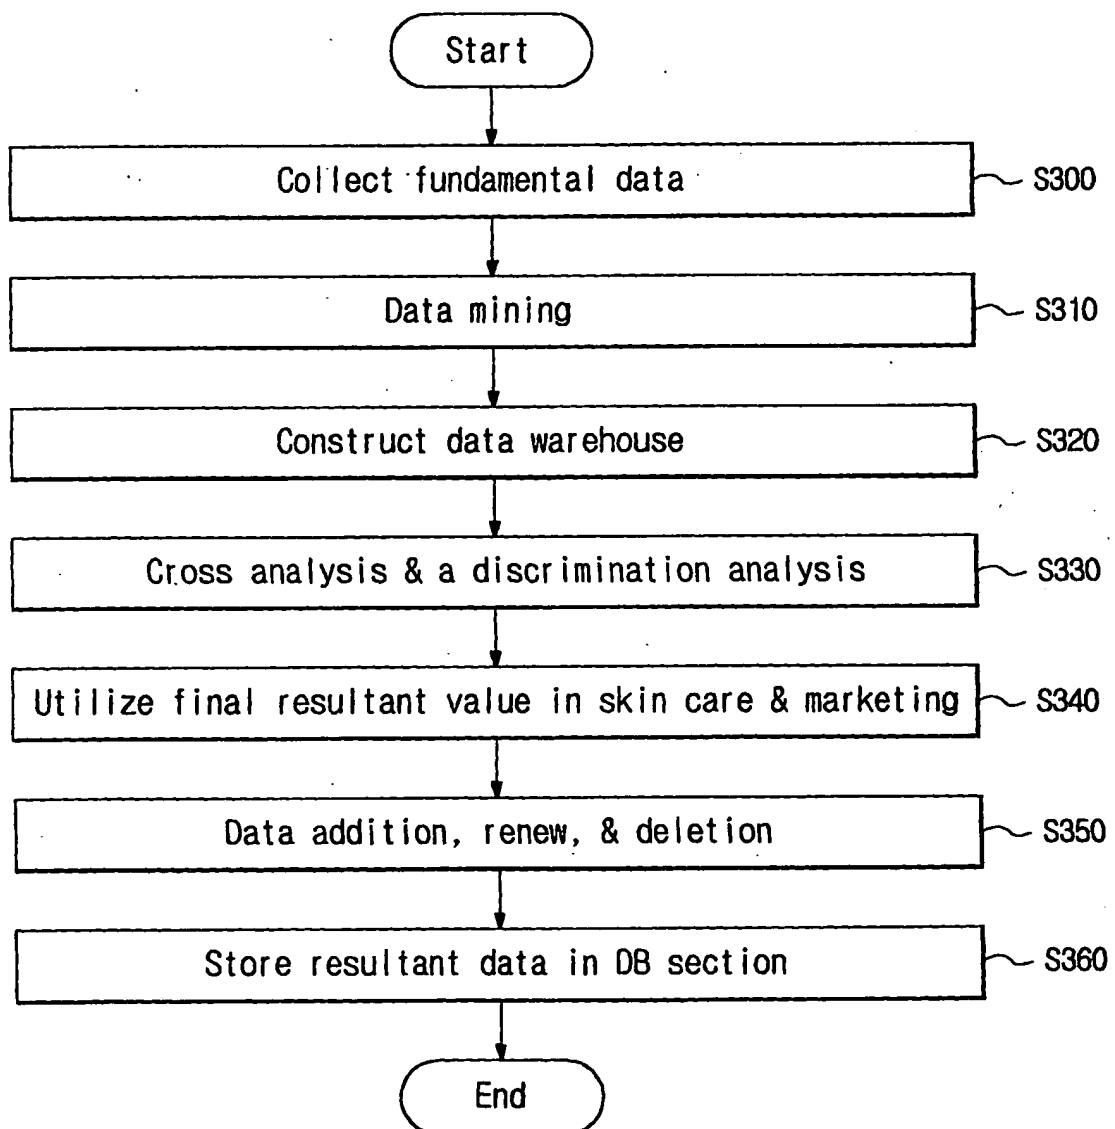 Start
Collect fundamental data
S300
Data mining
S310
Construct data warehouse
S320
Cross analysis & a discrimination analysis
S330
Utilize final resultant value in skin care & marketing
S340
Data addition, renew, & deletion
S350
Store resultant data in DB section
S360
End